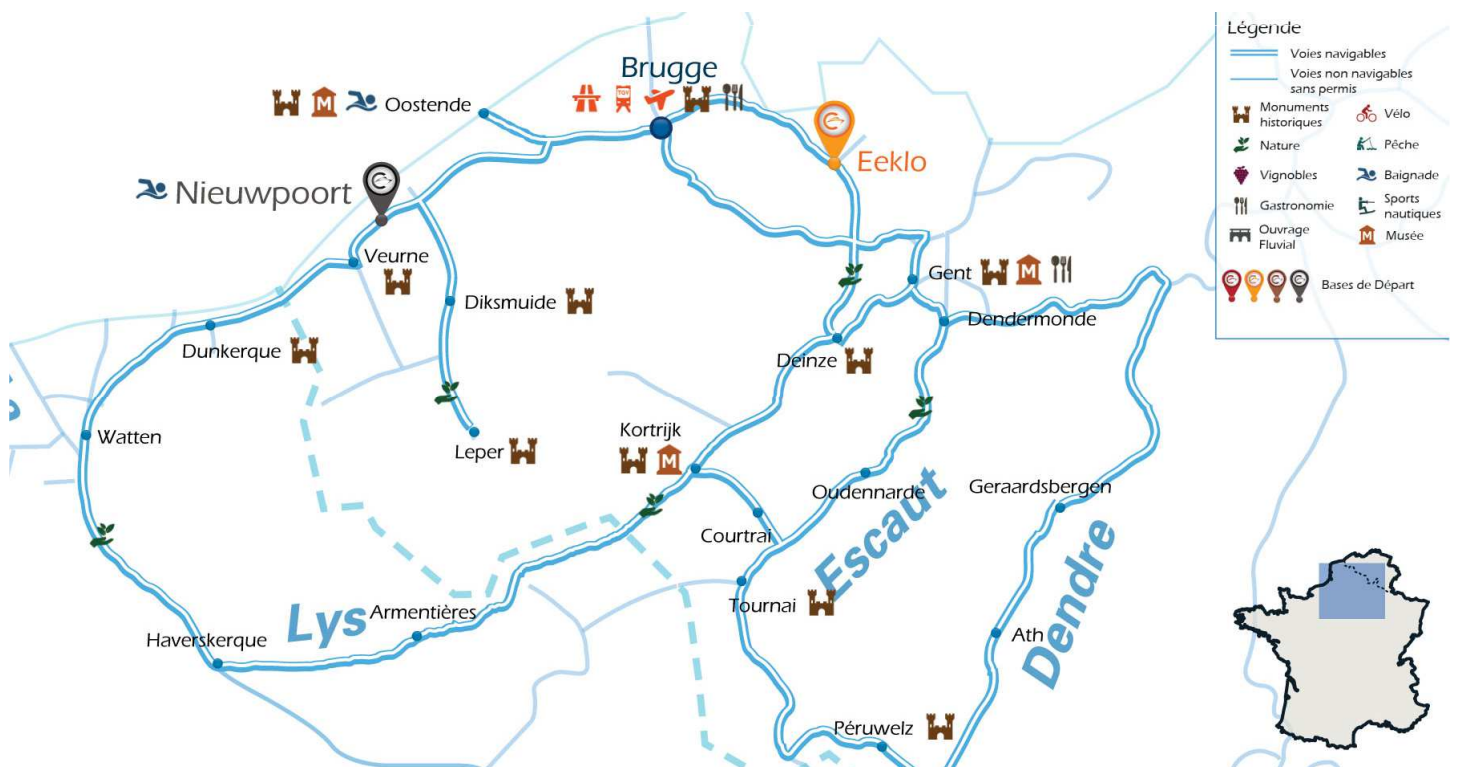 Légende
Voies navigables
Voies non navigables
sans permis
Monuments
historiques
Vélo
Nature
Pêche
Vignobles
Baignade
Gastronomie
Sports
nautiques
Ouvrage
Fluvial
M
Musée
Bases de Départ
Brugge
TGV
M
Oostende
Eeklo
Nieuwpoort
Veurne
Gent
M
Diksmuide
Dendermonde
Dunkerque
Deinze
Kortrijk
M
Watten
Leper
Oudennarde
Geraardsbergen
Courtrai
Escaut
Tournai
Lys
Armentières
Haverskerque
Ath
Dendre
Péruwelz